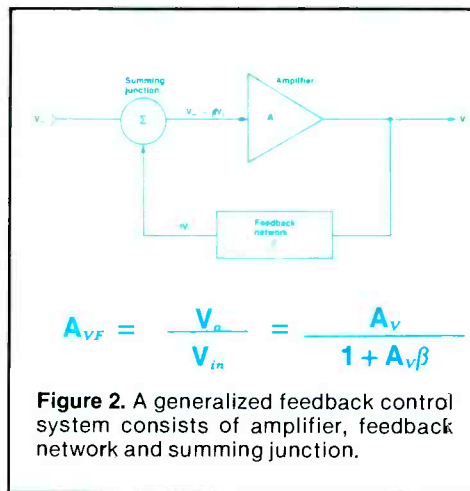 Summing
junction
Amplifier
Σ
A
Feedback
network
A_VF = V_o / V_in = A_V / 1 + A_Vβ
Figure 2. A generalized feedback control
system consists of amplifier, feedback
network and summing junction.